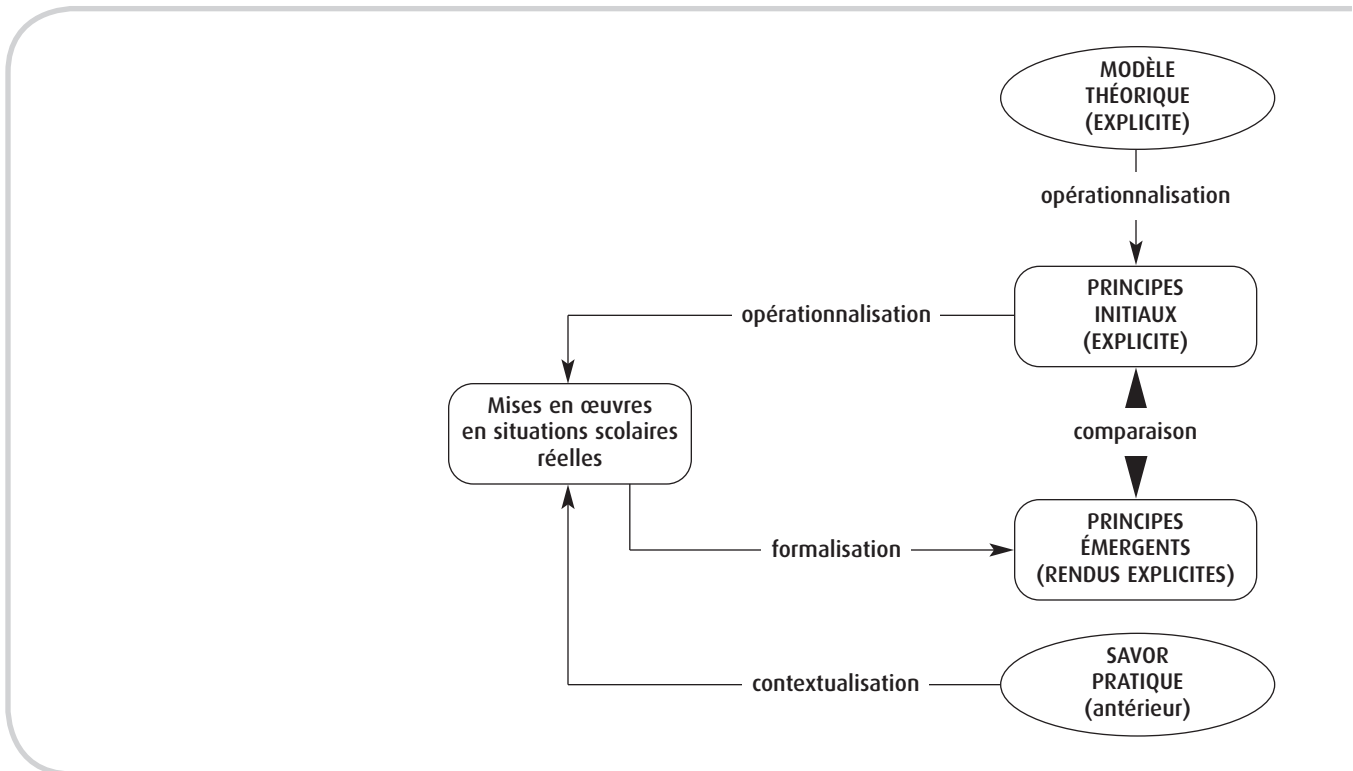 MODÈLE
THÉORIQUE
(EXPLICITE)
opérationnalisation
PRINCIPES
INITIAUX
(EXPLICITE)
opérationnalisation
Mises en œuvres
en situations scolaires
réelles
comparaison
PRINCIPES
ÉMERGENTS
(RENDUS EXPLICITES)
formalisation
SAVOR
PRATIQUE
(antérieur)
contextualisation